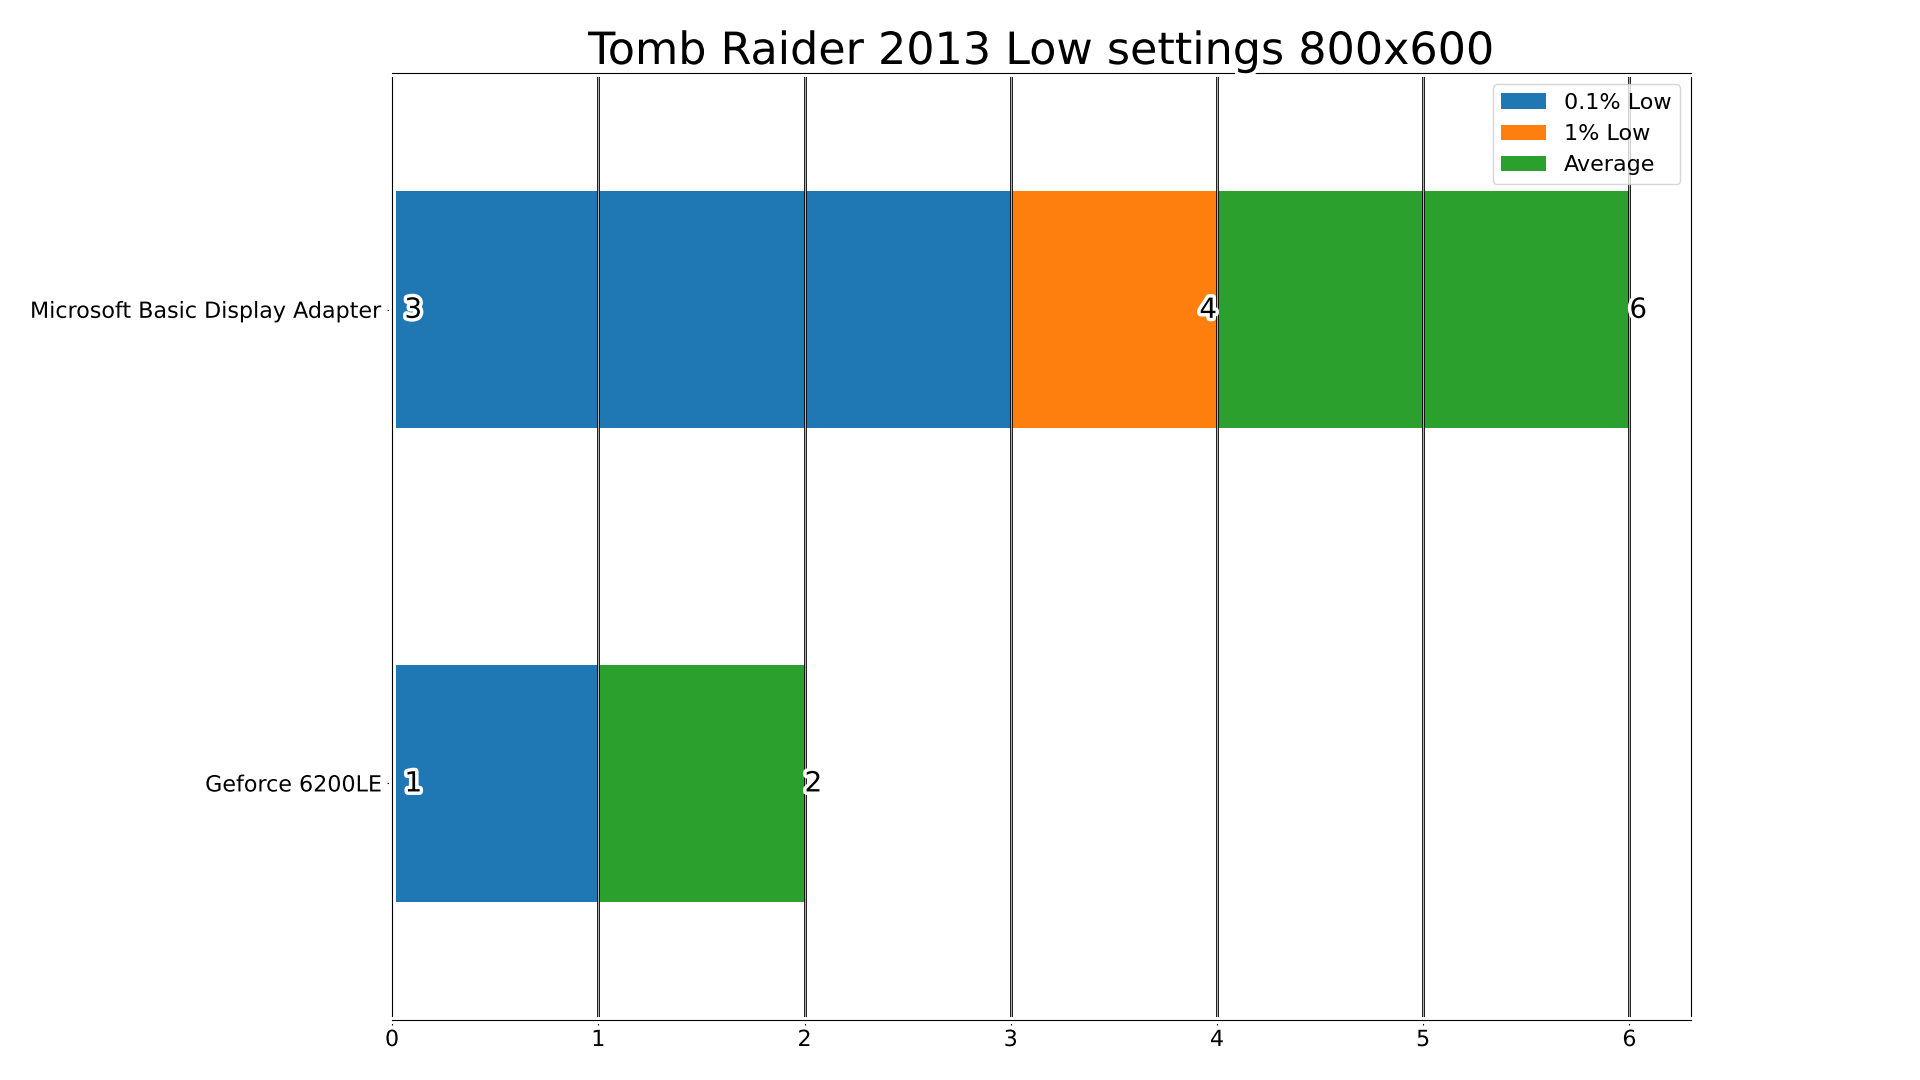 Tomb Raider 2013 Low settings 800x600
0.1% Low
1% Low
Average
Microsoft Basic Display Adapter
3
4
6
Geforce 6200LE
1
2
0 1 2 3 4 5 6